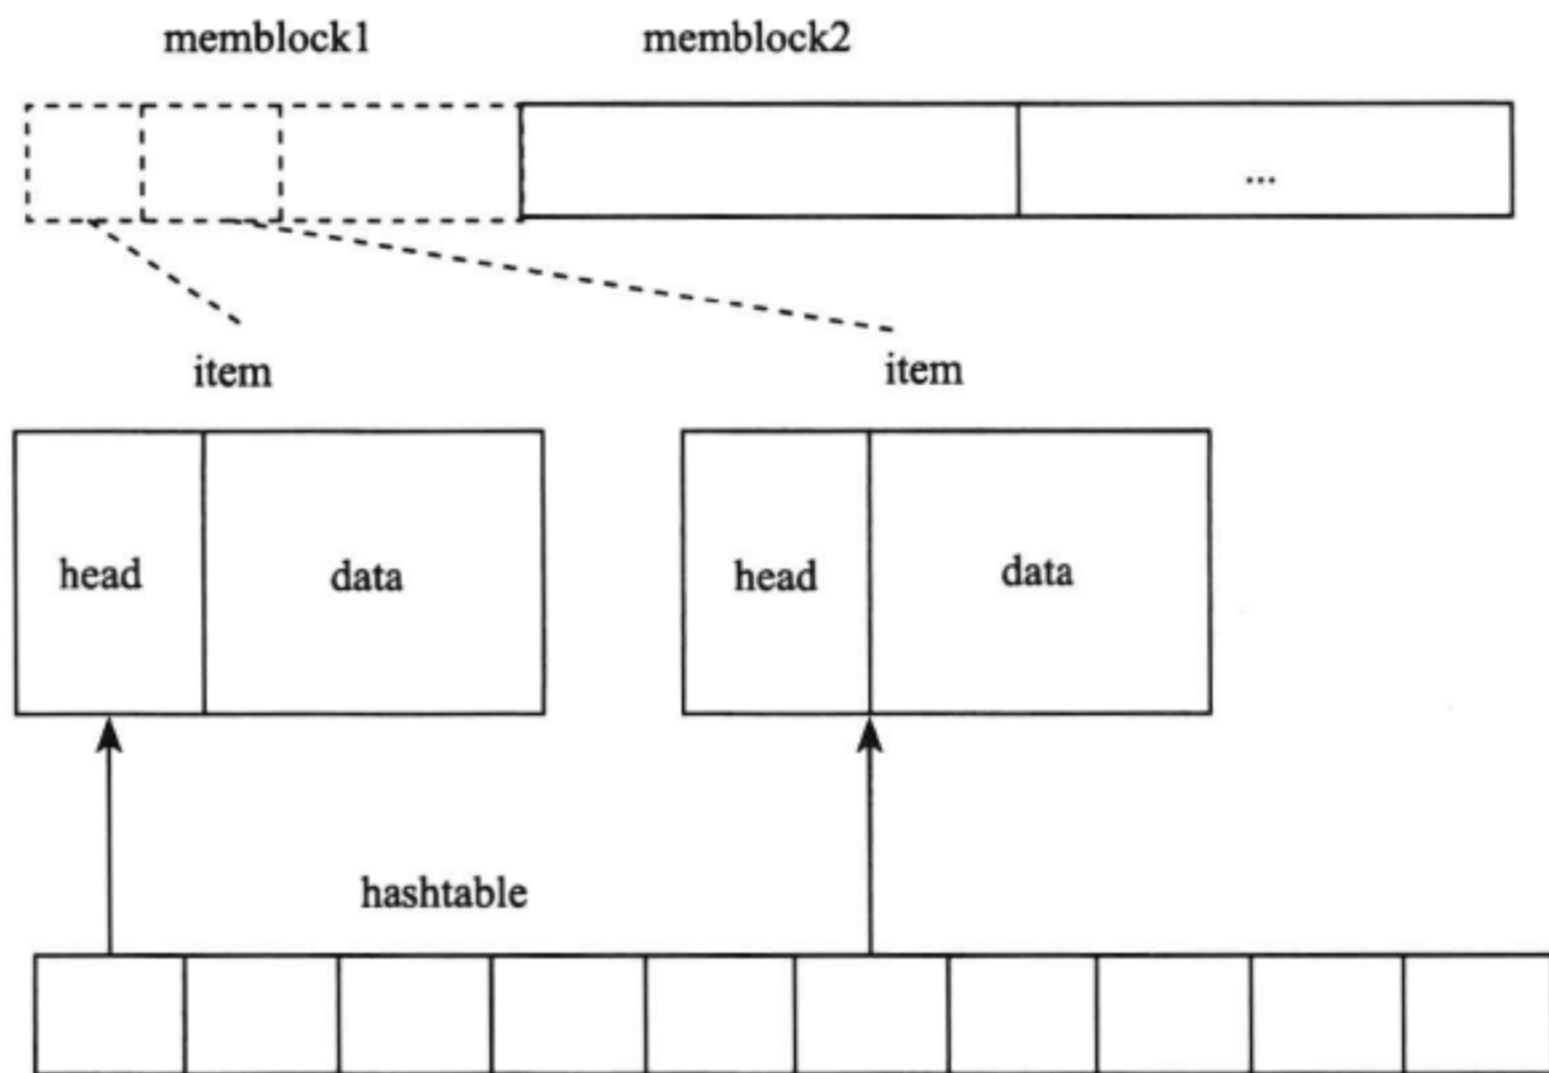 memblock1 memblock2
...
item item
head data head data
hashtable